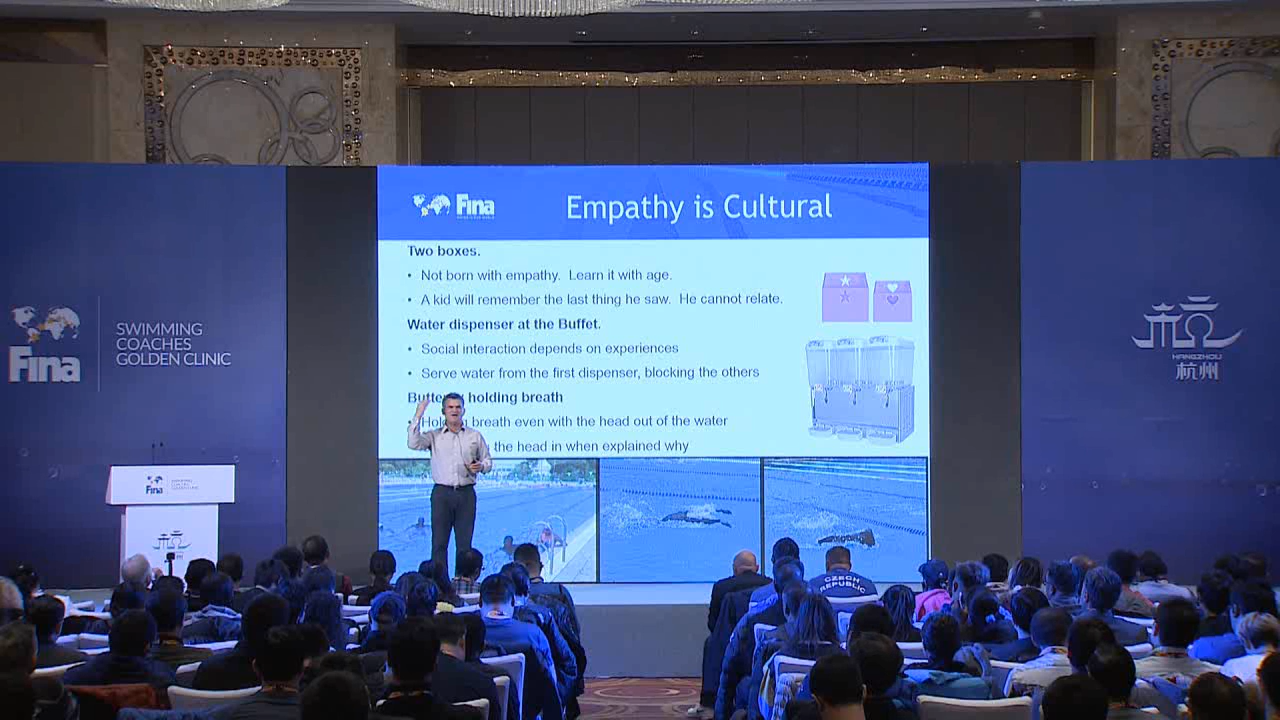 Fina
Empathy is Cultural
Two boxes.
• Not born with empathy. Learn it with age.
• A kid will remember the last thing he saw. He cannot relate.
Water dispenser at the Buffet.
• Social interaction depends on experiences
• Serve water from the first dispenser, blocking the others
holding breath
breath even with the head out of the water
the head in when explained why
Fina
SWIMMING
COACHES
GOLDEN CLINIC
HANGZHOU
杭州
Fina
CZECH
REPUBLIC